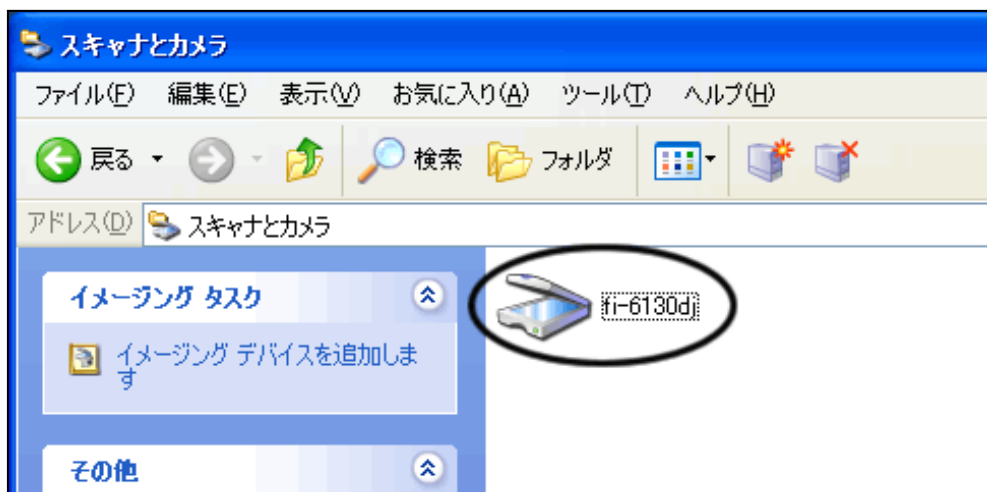 スキャナとカメラ
ファイル(F) 編集(E) 表示(V) お気に入り(A) ツール(T) ヘルプ(H)
戻る 検索 フォルダ
アドレス(D) スキャナとカメラ
イメージング タスク
fi-6130dj
イメージング デバイスを追加しま
す
その他